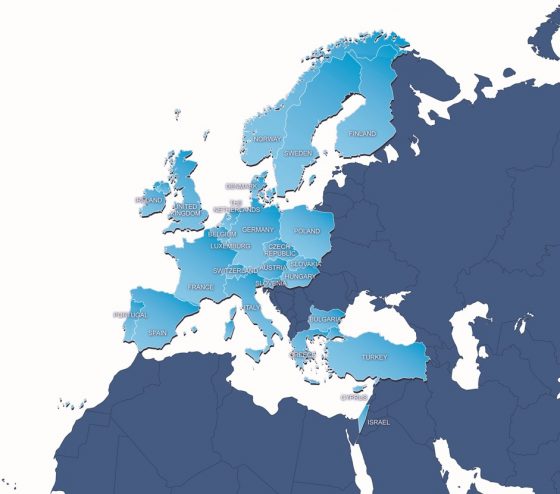 NORWAY
FINLAND
SWEDEN
DENMARK
IRELAND
UNITED
KINGDOM
THE
NETHERLANDS
BELGIUM
GERMANY
POLAND
LUXEMBURG
CZECH
REPUBLIC
SLOVAKIA
SWITZERLAND
AUSTRIA
HUNGARY
SLOVENIA
FRANCE
ITALY
PORTUGAL
SPAIN
BULGARIA
GREECE
TURKEY
CYPRUS
ISRAEL